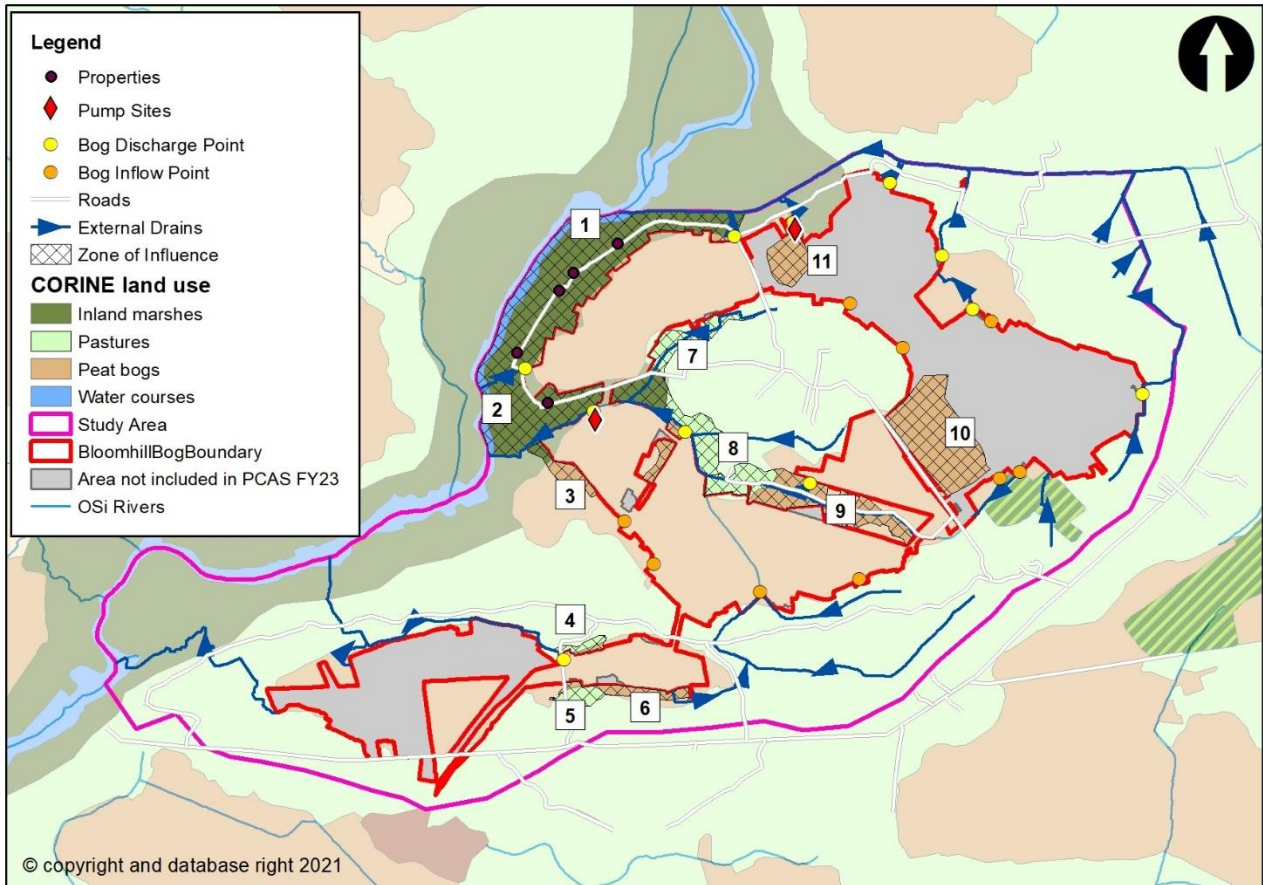 Legend
Properties
Pump Sites
Bog Discharge Point
Bog Inflow Point
Roads
External Drains
Zone of Influence
CORINE land use
Inland marshes
Pastures
Peat bogs
Water courses
Study Area
BloomhillBogBoundary
Area not included in PCAS FY23
OSi Rivers
1
11
7
2
8
10
3
9
4
5
6
© copyright and database right 2021